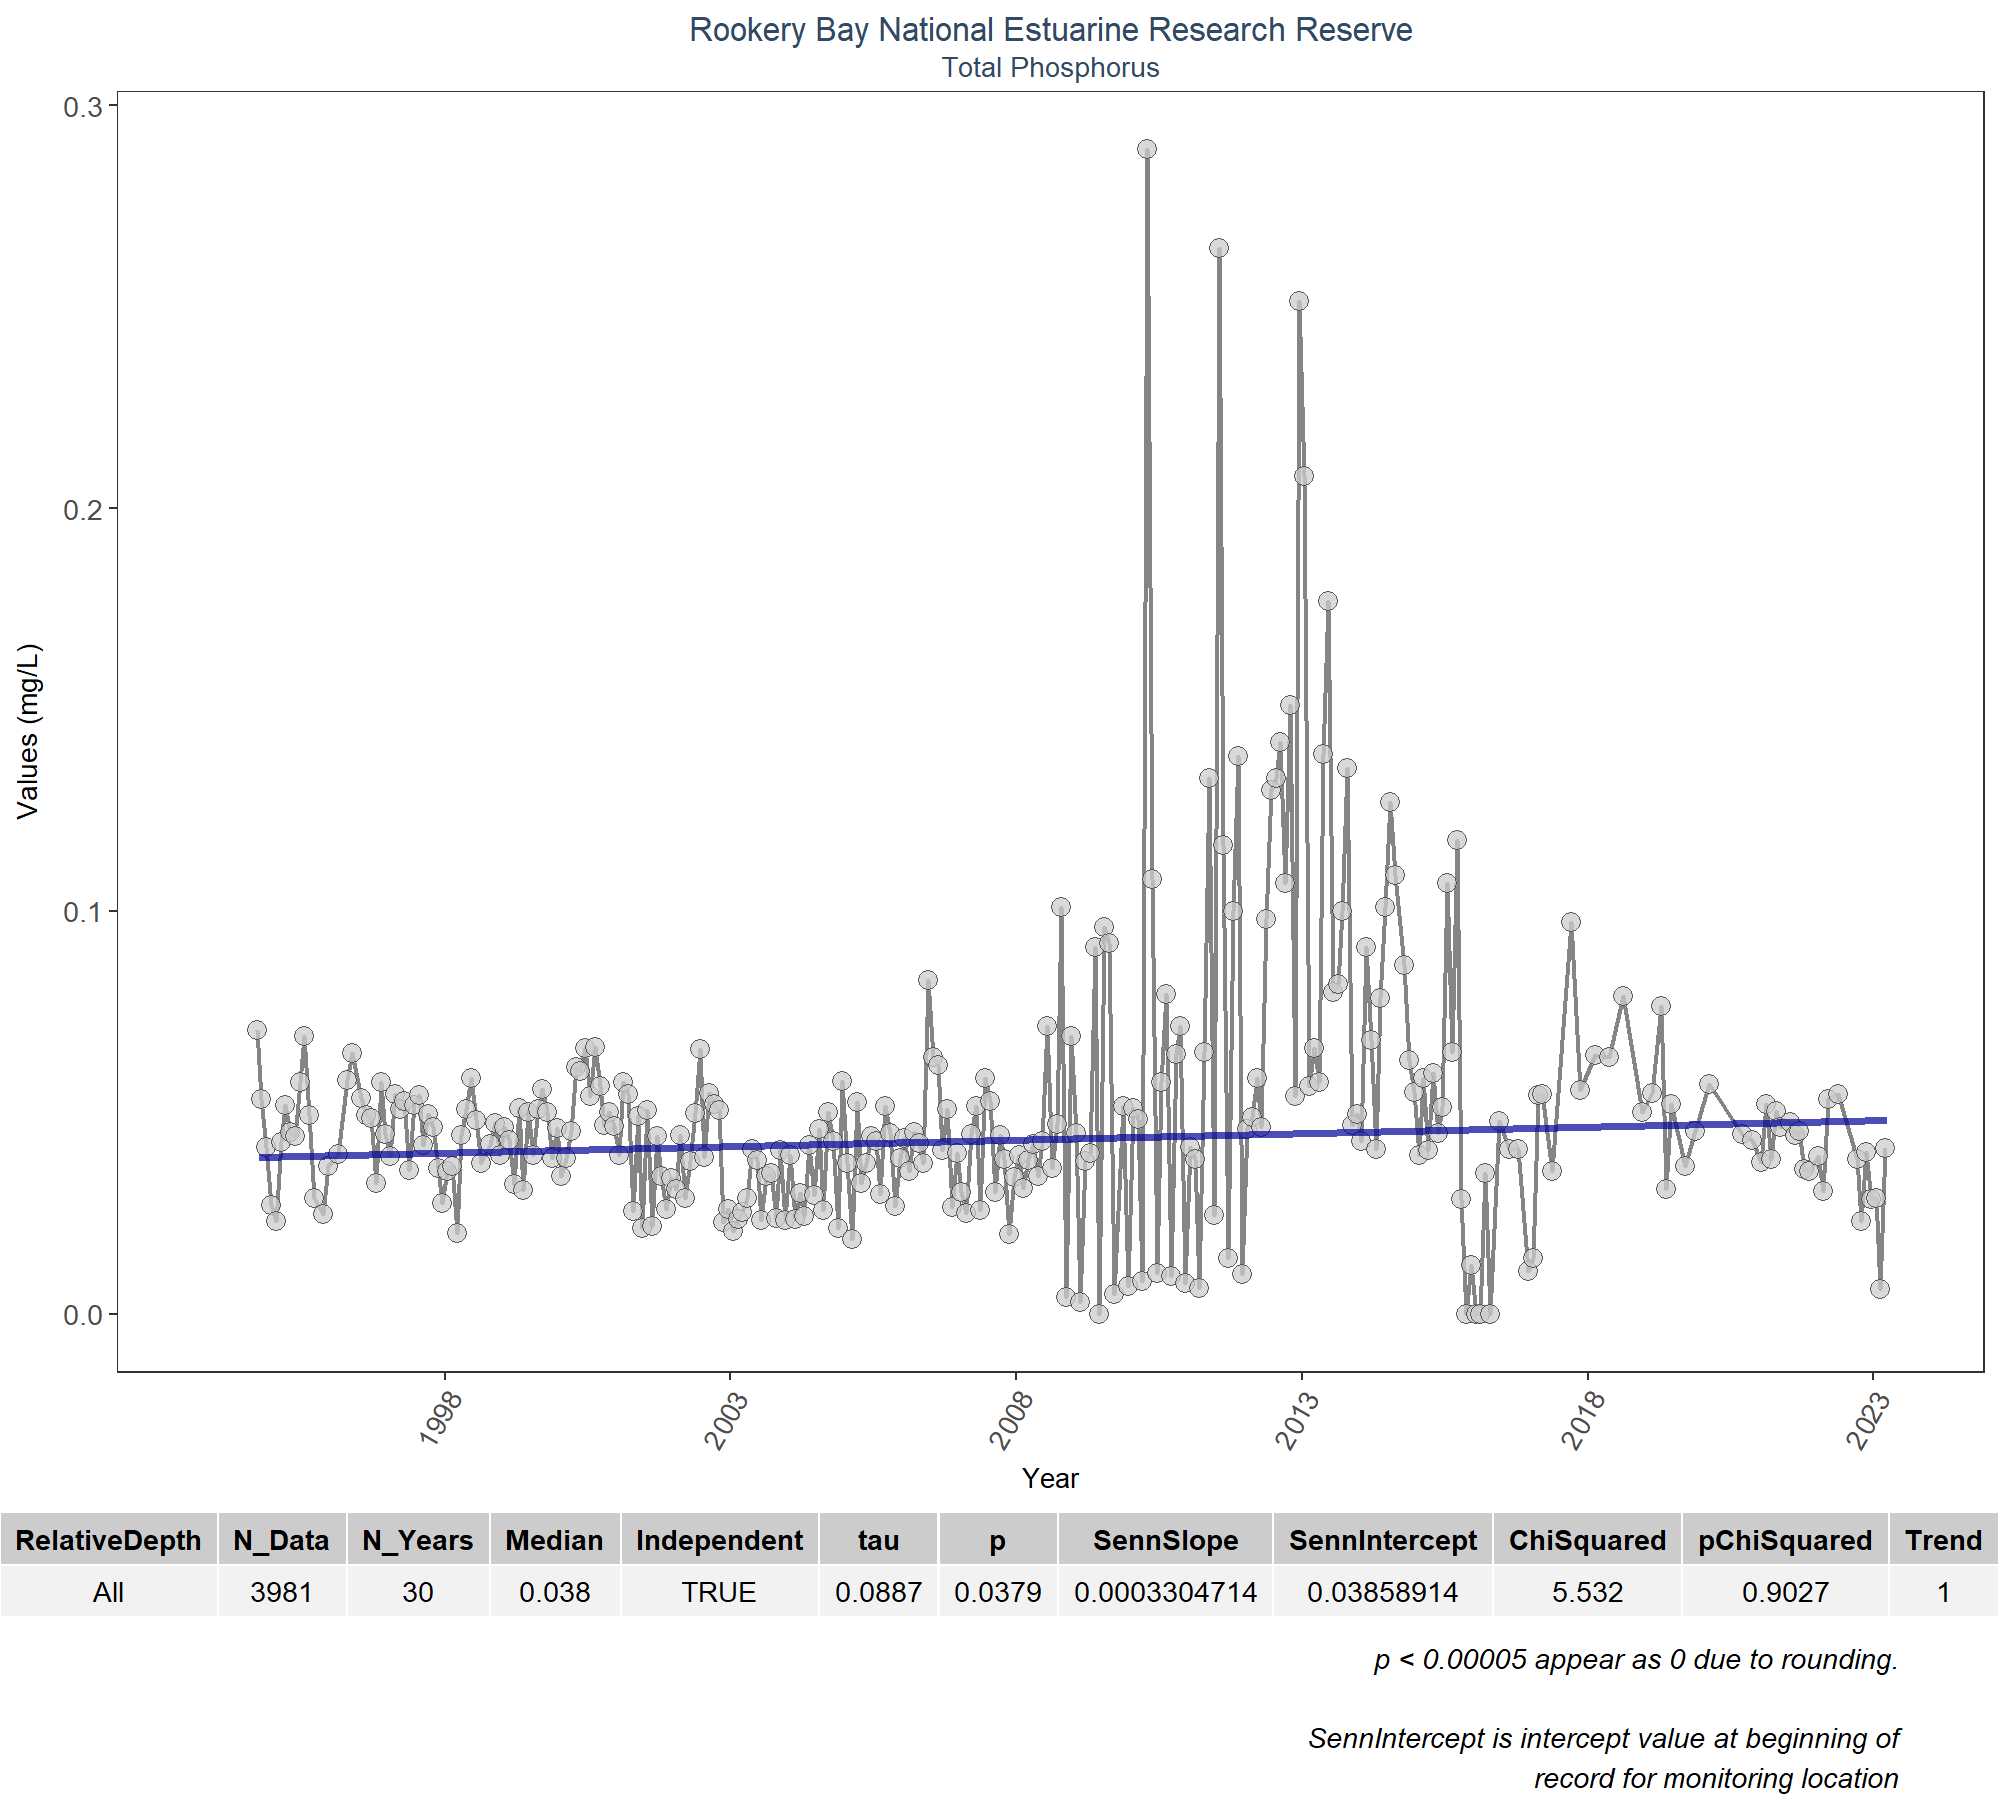 Rookery Bay National Estuarine Research Reserve
Total Phosphorus
0.3
0.2
0.1
0.0
Values (mg/L)
1998 2003 2008 2013 2018 2023
Year
RelativeDepth N_Data N_Years Median Independent tau p SennSlope SennIntercept ChiSquared pChiSquared Trend
All 3981 30 0.038 TRUE 0.0887 0.0379 0.0003304714 0.03858914 5.532 0.9027 1
p < 0.00005 appear as 0 due to rounding.
SennIntercept is intercept value at beginning of
record for monitoring location